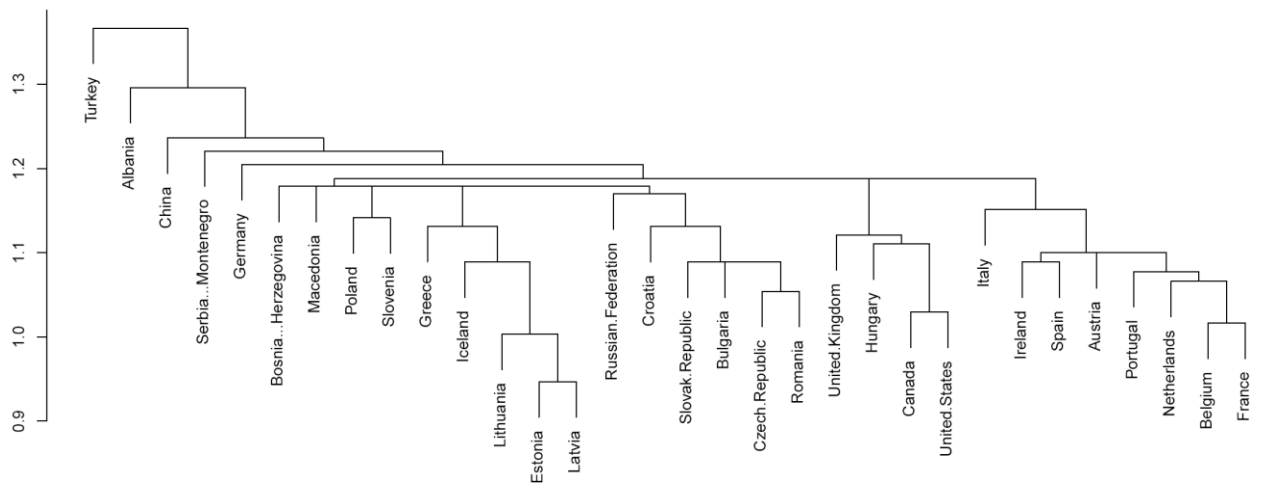 1.3
1.2
1.1
1.0
0.9
Turkey
Albania
China
Serbia...Montenegro
Germany
Bosnia...Herzegovina
Macedonia
Poland
Slovenia
Greece
Iceland
Lithuania
Estonia
Latvia
Russian.Federation
Croatia
Slovak.Republic
Bulgaria
Czech.Republic
Romania
United.Kingdom
Hungary
Canada
United.States
Italy
Ireland
Spain
Austria
Portugal
Netherlands
Belgium
France